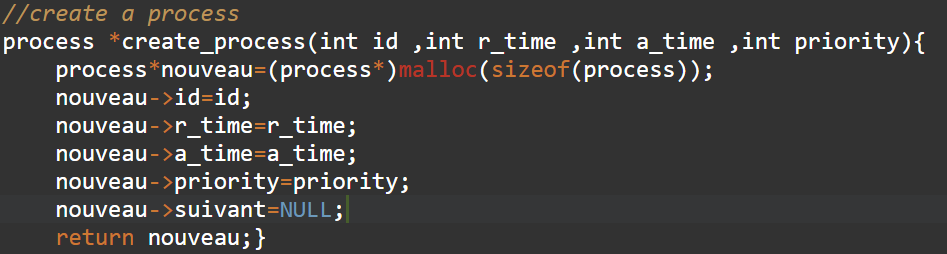 //create a process
process *create_process(int id ,int r_time ,int a_time ,int priority){
    process*nouveau=(process*)malloc(sizeof(process));
    nouveau->id=id;
    nouveau->r_time=r_time;
    nouveau->a_time=a_time;
    nouveau->priority=priority;
    nouveau->suivant=NULL;
    return nouveau;}